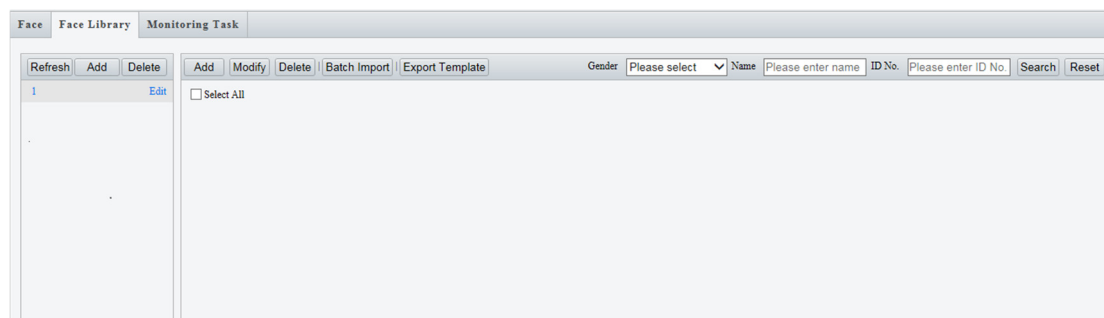 Face Face Library Monitoring Task
Refresh Add Delete Add Modify Delete Batch Import Export Template Gender Please select Name Please enter name ID No. Please enter ID No. Search Reset
1 Edit Select All